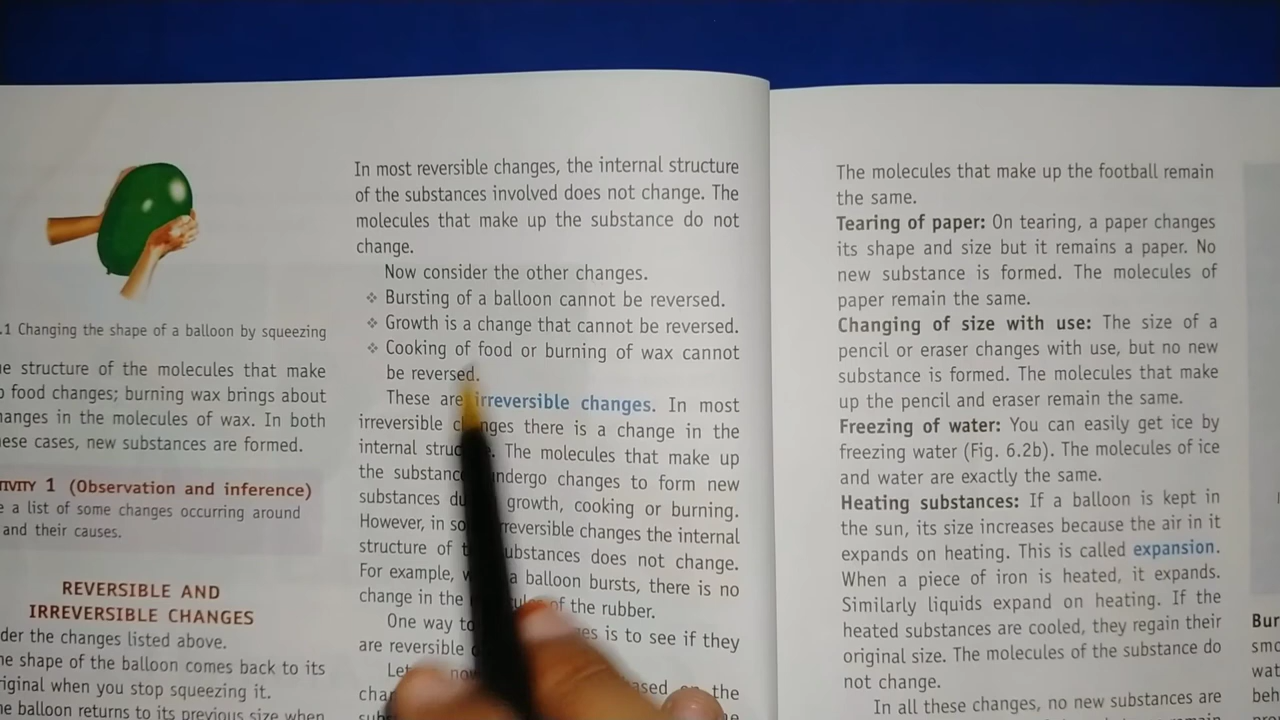 .1 Changing the shape of a balloon by squeezing
e structure of the molecules that make
food changes; burning wax brings about
anges in the molecules of wax. In both
ese cases, new substances are formed.
TIVITY 1 (Observation and inference)
e a list of some changes occurring around
and their causes.
REVERSIBLE AND
IRREVERSIBLE CHANGES
der the changes listed above.
he shape of the balloon comes back to its
iginal when you stop squeezing it.
he balloon returns to its previous size when
In most reversible changes, the internal structure
of the substances involved does not change. The
molecules that make up the substance do not
change.
Now consider the other changes.
❖ Bursting of a balloon cannot be reversed.
❖ Growth is a change that cannot be reversed.
❖ Cooking of food or burning of wax cannot
be reversed.
These are irreversible changes. In most
irreversible changes there is a change in the
internal struc. The molecules that make up
the substance undergo changes to form new
substances du growth, cooking or burning.
However, in so irreversible changes the internal
structure of t substances does not change.
For example, w a balloon bursts, there is no
change in the of the rubber.
One way to es is to see if they
are reversible
Let now ased on the
cha
The molecules that make up the football remain
the same.
Tearing of paper: On tearing, a paper changes
its shape and size but it remains a paper. No
new substance is formed. The molecules of
paper remain the same.
Changing of size with use: The size of a
pencil or eraser changes with use, but no new
substance is formed. The molecules that make
up the pencil and eraser remain the same.
Freezing of water: You can easily get ice by
freezing water (Fig. 6.2b). The molecules of ice
and water are exactly the same.
Heating substances: If a balloon is kept in
the sun, its size increases because the air in it
expands on heating. This is called expansion.
When a piece of iron is heated, it expands.
Similarly liquids expand on heating. If the
heated substances are cooled, they regain their
original size. The molecules of the substance do
not change.
In all these changes, no new substances are
Bur
smo
wat
beh